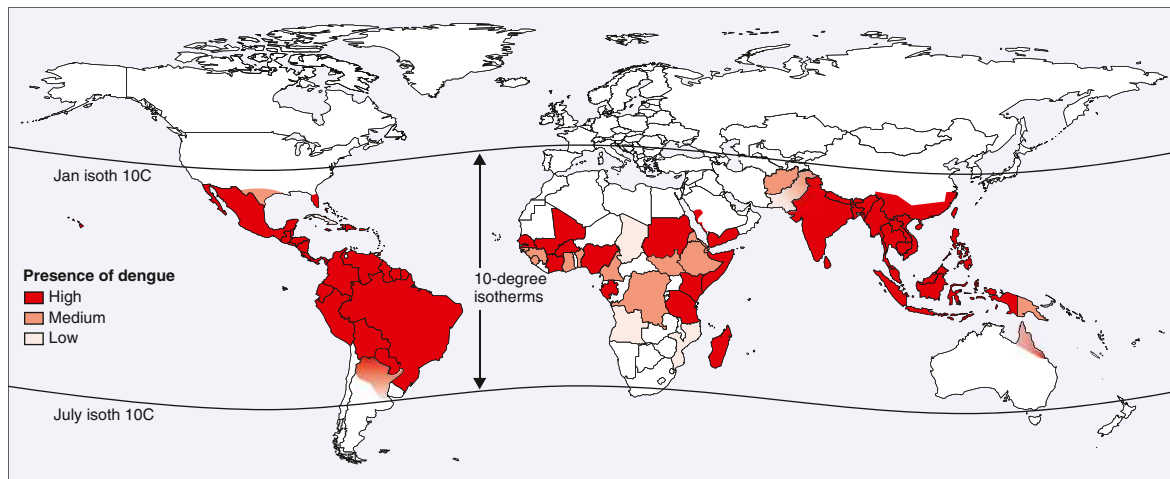 Jan isoth 10C
Presence of dengue
High
Medium
Low
10-degree
isotherms
July isoth 10C